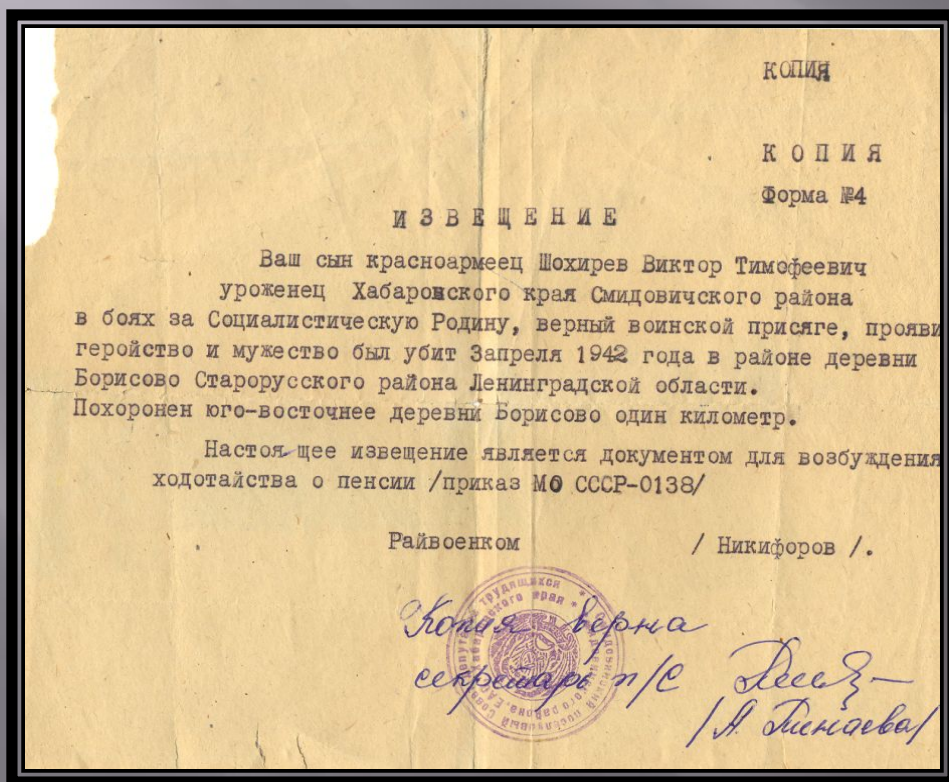 КОПИЯ
К О П И Я
Форма №4
И З В Е Щ Е Н И Е
Ваш сын красноармеец Шохирев Виктор Тимофеевич
уроженец Хабаровского края Смидовичского района
в боях за Социалистическую Родину, верный воинской присяге, прояви
геройство и мужество был убит 3апреля 1942 года в районе деревни
Борисово Старорусского района Ленинградской области.
Похоронен юго-восточнее деревни Борисово один километр.
Настоя щее извещение является документом для возбуждения
ходотайства о пенсии /приказ МО СССР-0138/
Райвоенком / Никифоров /.
Копия верна
секретарь п/С